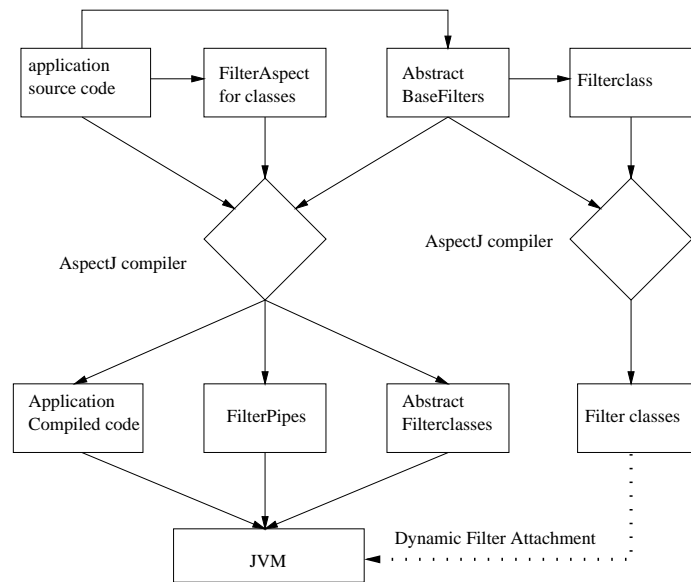 application
source code
FilterAspect
for classes
Abstract
BaseFilters
Filterclass
AspectJ compiler
AspectJ compiler
Application
Compiled code
FilterPipes
Abstract
Filterclasses
Filter classes
Dynamic Filter Attachment
JVM